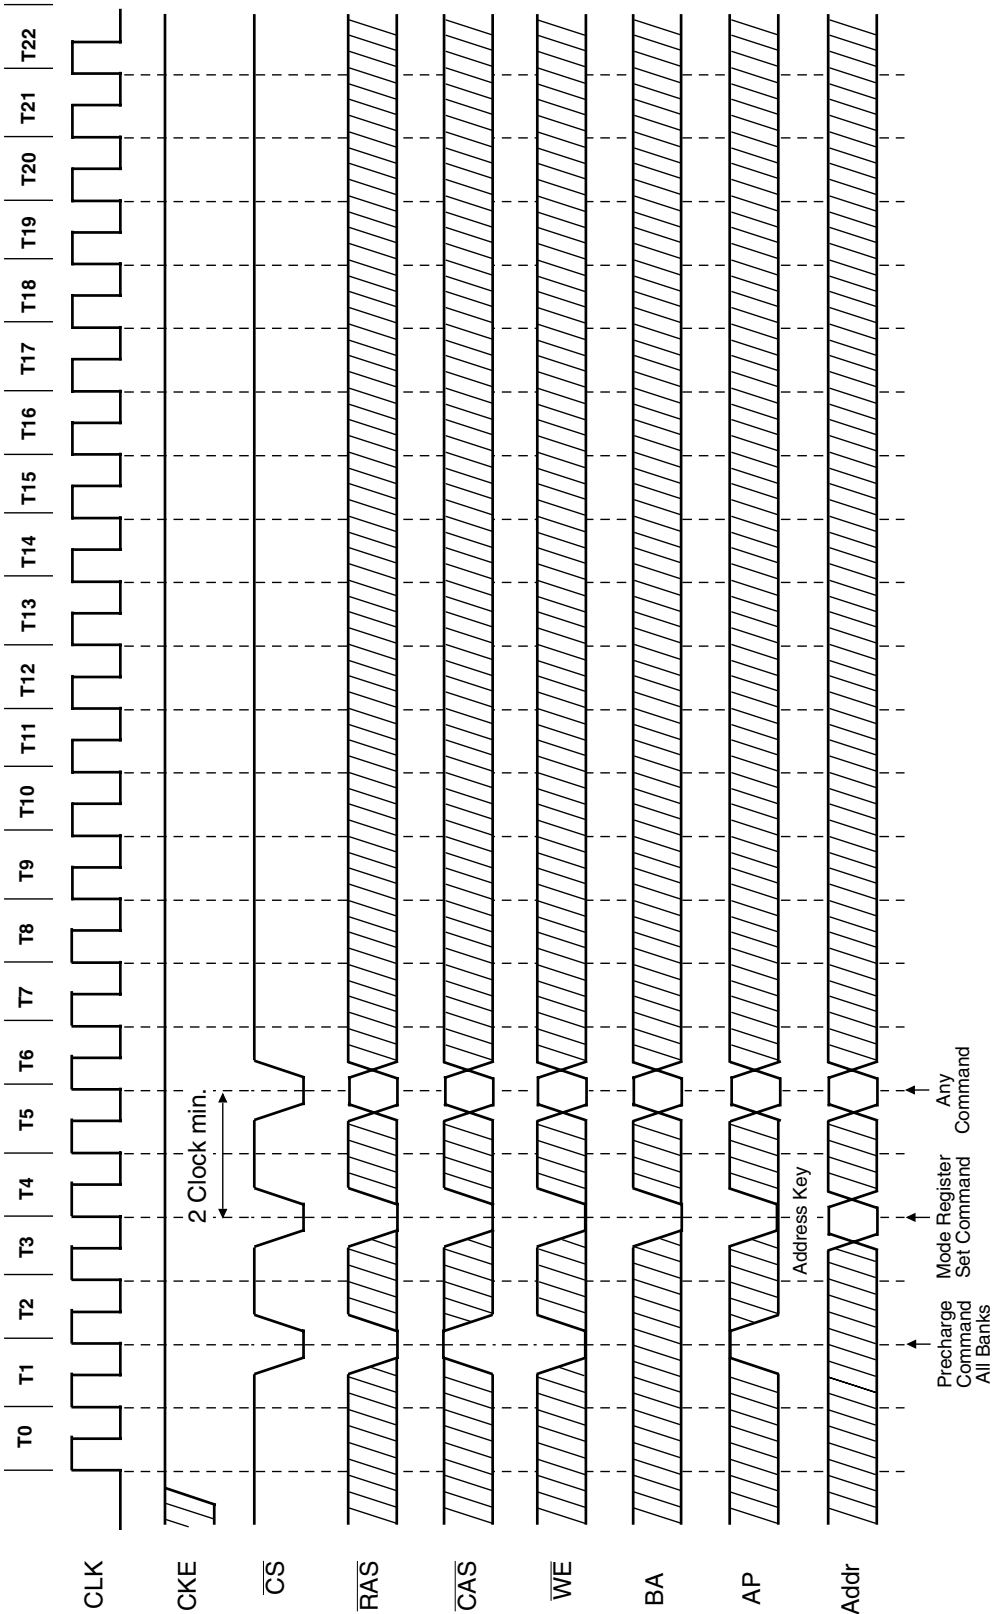 T0 T1 T2 T3 T4 T5 T6 T7 T8 T9 T10 T11 T12 T13 T14 T15 T16 T17 T18 T19 T20 T21 T22
CLK
CKE
2 Clock min.
CS
RAS
CAS
WE
BA
AP
Address Key
Addr
Precharge
Command
All Banks
Mode Register
Set Command
Any
Command